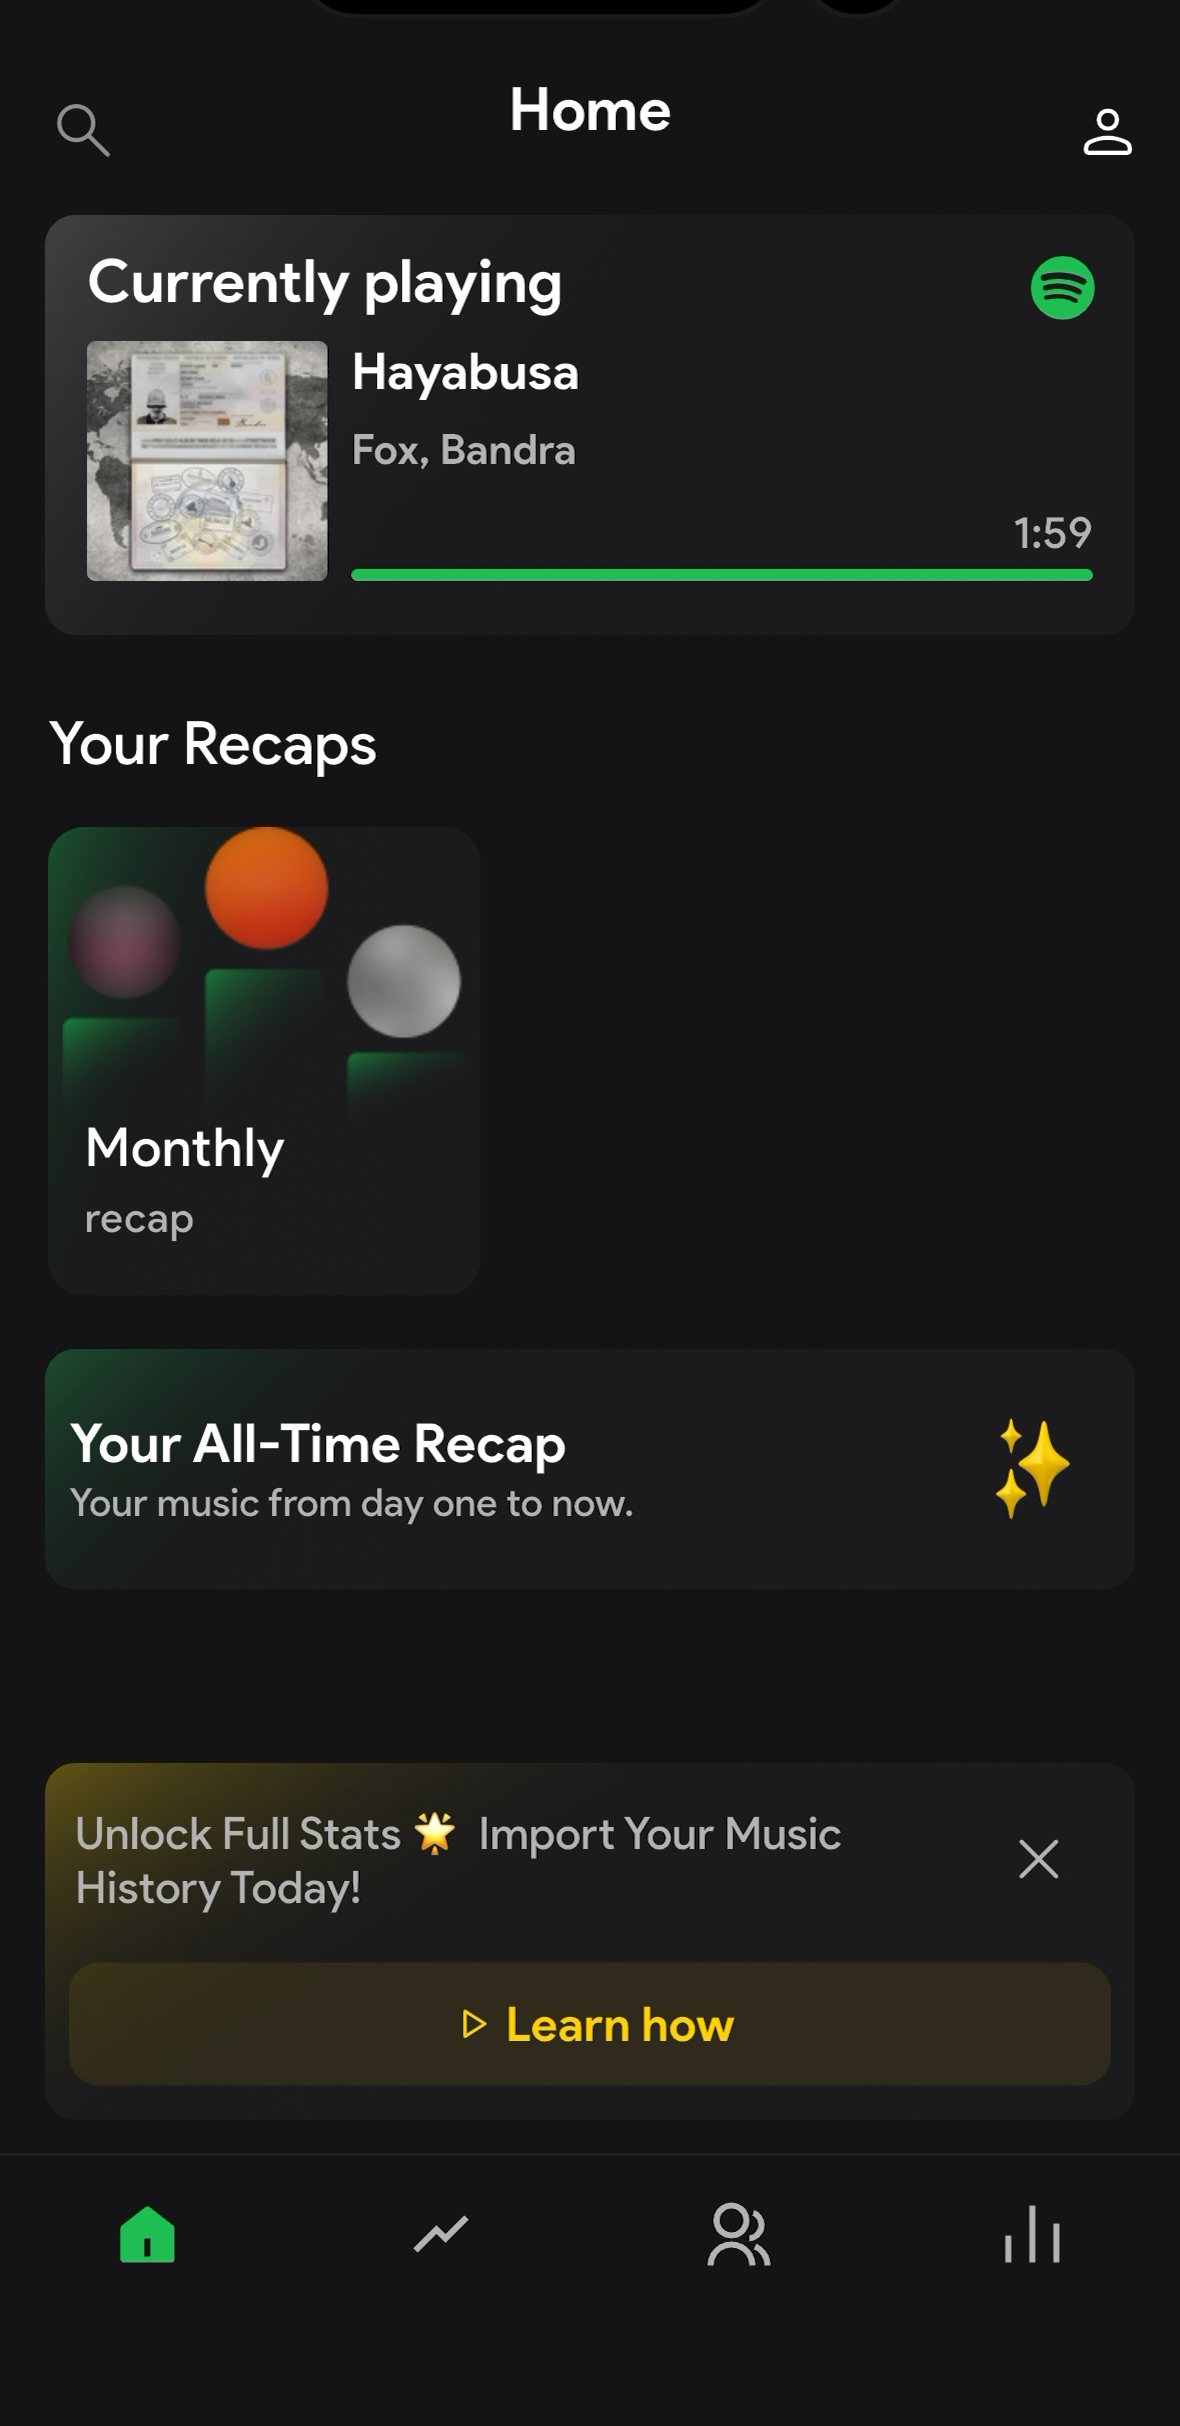 Home
Currently playing
Hayabusa
Fox, Bandra
1:59
Your Recaps
Monthly
recap
Your All-Time Recap
Your music from day one to now.
Unlock Full Stats 🌟 Import Your Music
History Today!
Learn how